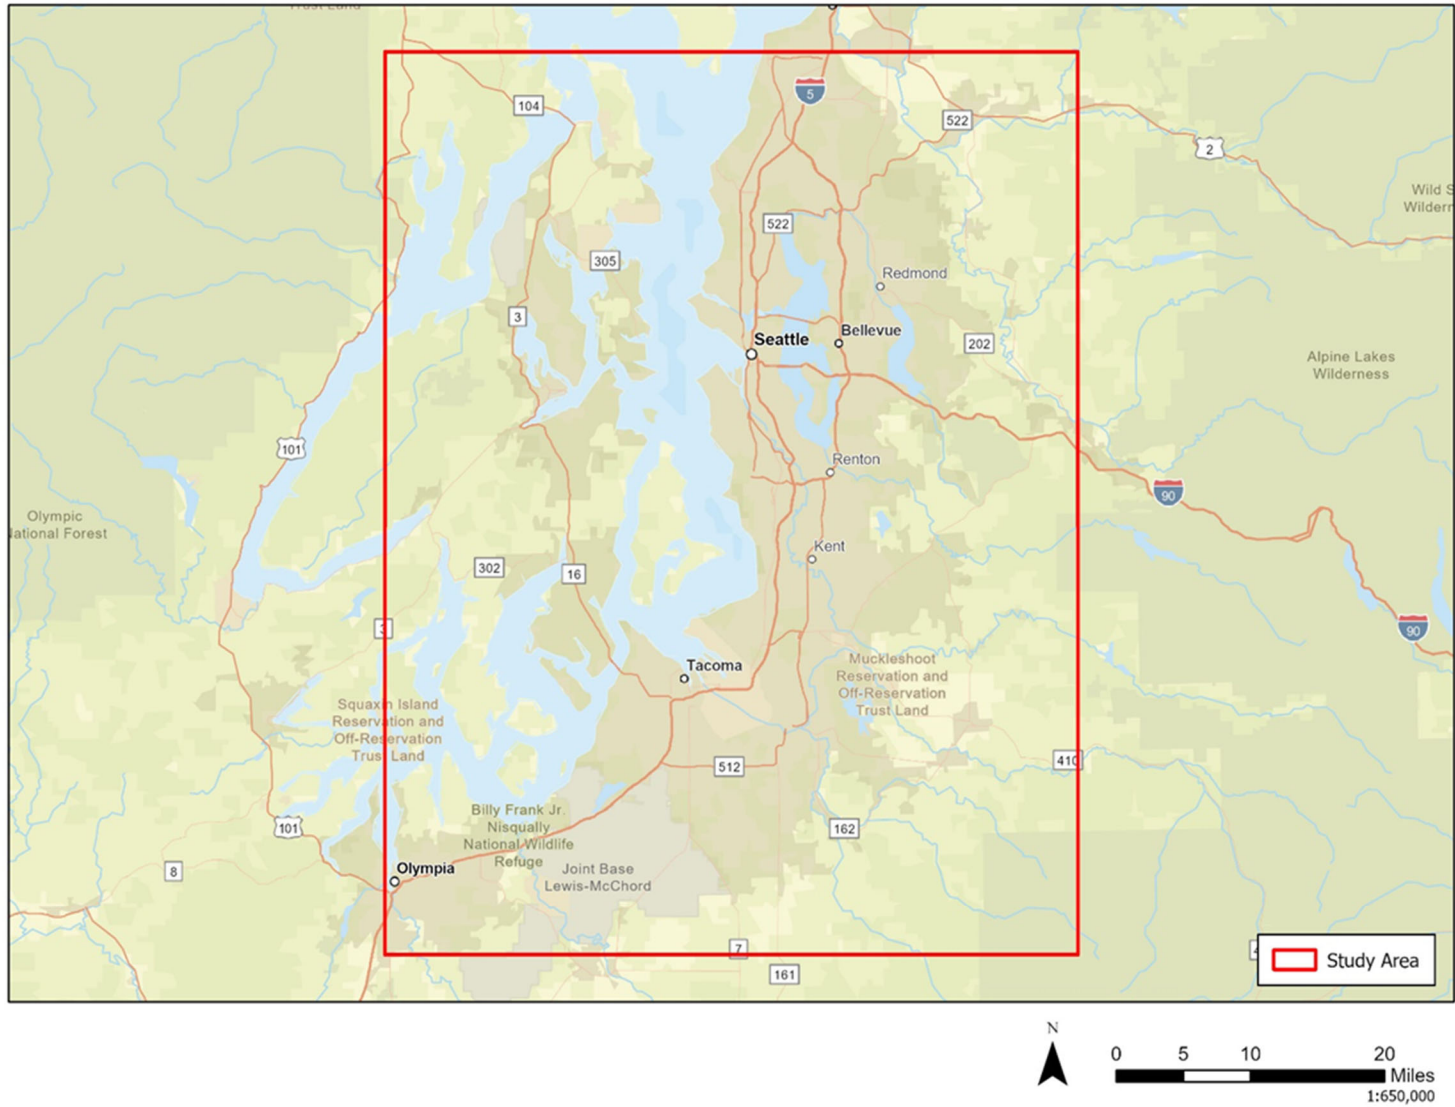 Trust Land
5
104
522
2
Wild S
Wildern
522
305
Redmond
3
Seattle
Bellevue
202
Alpine Lakes
Wilderness
101
Renton
90
Olympic
National Forest
Kent
302
16
3
90
Tacoma
Muckleshoot
Reservation and
Off-Reservation
Trust Land
Squaxin Island
Reservation and
Off-Reservation
Trust Land
410
512
Billy Frank Jr.
Nisqually
National Wildlife
Refuge
101
162
8
Olympia
Joint Base
Lewis-McChord
7
161
Study Area
N
0 5 10 20
Miles
1:650,000